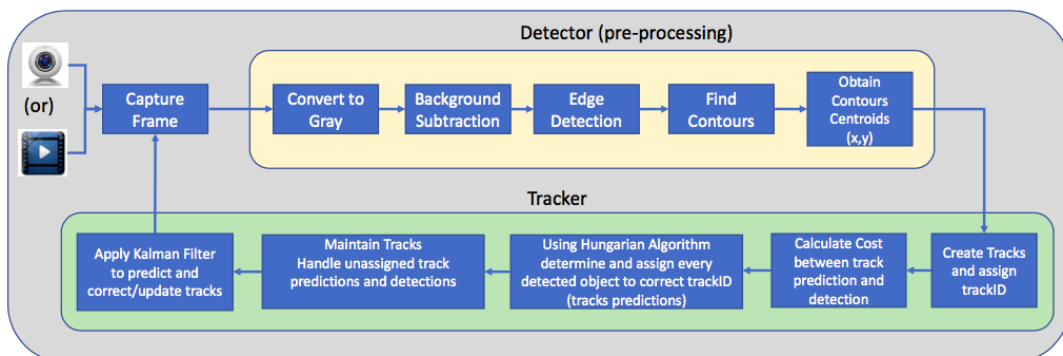 Detector (pre-processing)
(or)
Capture
Frame
Convert to
Gray
Background
Subtraction
Edge
Detection
Find
Contours
Obtain
Contours
Centroids
(x,y)
Tracker
Apply Kalman Filter
to predict and
correct/update tracks
Maintain Tracks
Handle unassigned track
predictions and detections
Using Hungarian Algorithm
determine and assign every
detected object to correct trackID
(tracks predictions)
Calculate Cost
between track
prediction and
detection
Create Tracks
and assign
trackID